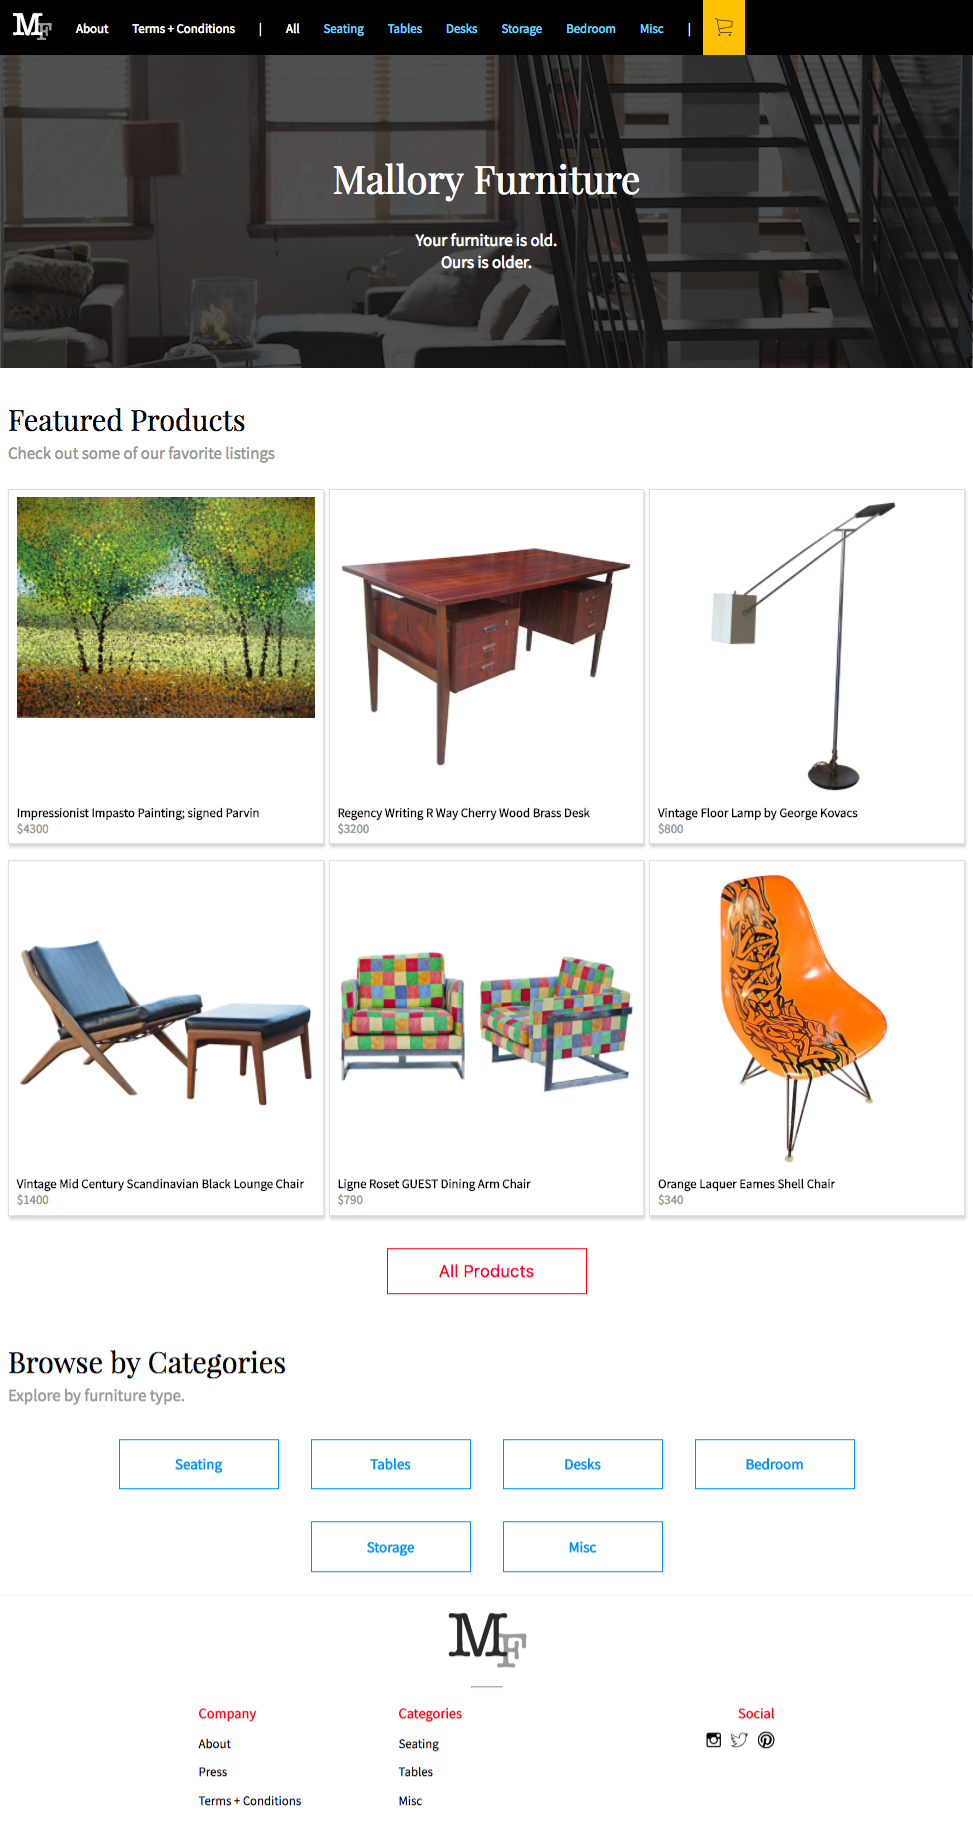 MF About Terms + Conditions | All Seating Tables Desks Storage Bedroom Misc |
Mallory Furniture
Your furniture is old.
Ours is older.
Featured Products
Check out some of our favorite listings
Impressionist Impasto Painting; signed Parvin
$4300
Regency Writing R Way Cherry Wood Brass Desk
$3200
Vintage Floor Lamp by George Kovacs
$800
Vintage Mid Century Scandinavian Black Lounge Chair
$1400
Ligne Roset GUEST Dining Arm Chair
$790
Orange Laquer Eames Shell Chair
$340
All Products
Browse by Categories
Explore by furniture type.
Seating Tables Desks Bedroom
Storage Misc
MF
Company
About
Press
Terms + Conditions
Categories
Seating
Tables
Misc
Social